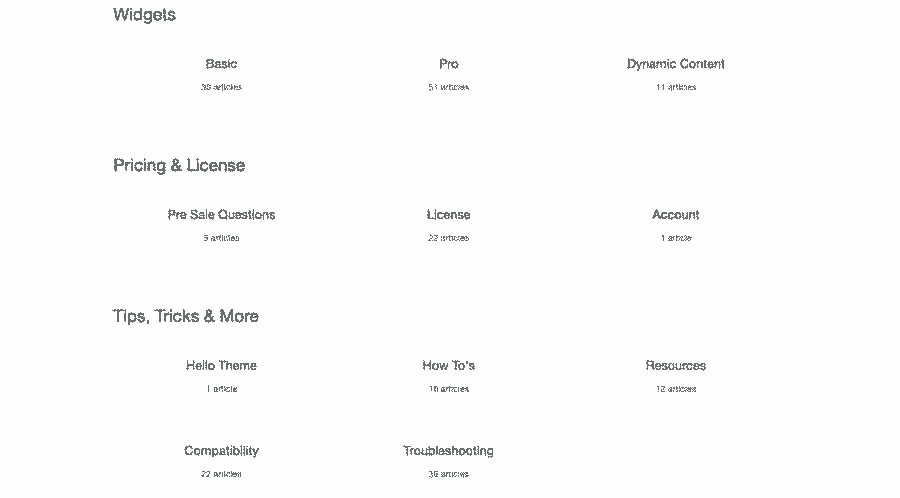 Widgets
Basic
Pro
Dynamic Content
articles
51 articles
11 articles
Pricing & License
Pre Sale Questions
License
Account
5 articles
22 articles
1 article
Tips, Tricks & More
Hello Theme
How To's
Resources
1 article
16 articles
12 articles
Compatibility
Troubleshooting
22 articles
articles